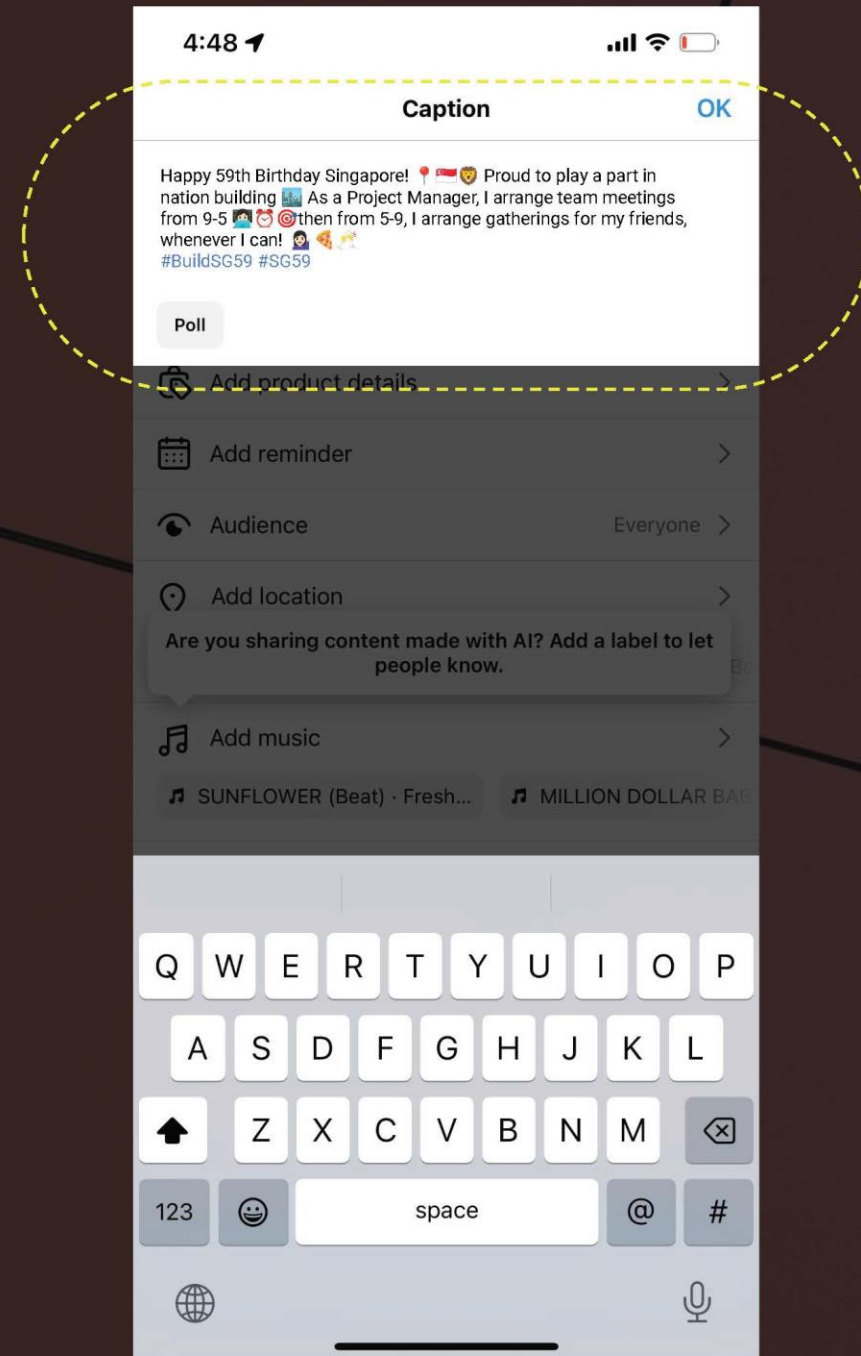 4:48
Caption
OK
Happy 59th Birthday Singapore! 📍🇸🇬🦁 Proud to play a part in
nation building 🏙️ As a Project Manager, I arrange team meetings
from 9-5 👩🏻‍💻⏰🎯then from 5-9, I arrange gatherings for my friends,
whenever I can! 💁🏻‍♀️🍕🥂
#BuildSG59 #SG59
Poll
Add product details
Add reminder
Audience
Everyone
Add location
Are you sharing content made with AI? Add a label to let
people know.
Be
Add music
SUNFLOWER (Beat) · Fresh...
MILLION DOLLAR BAB
Q W E R T Y U I O P
A S D F G H J K L
Z X C V B N M
123
space
@ #